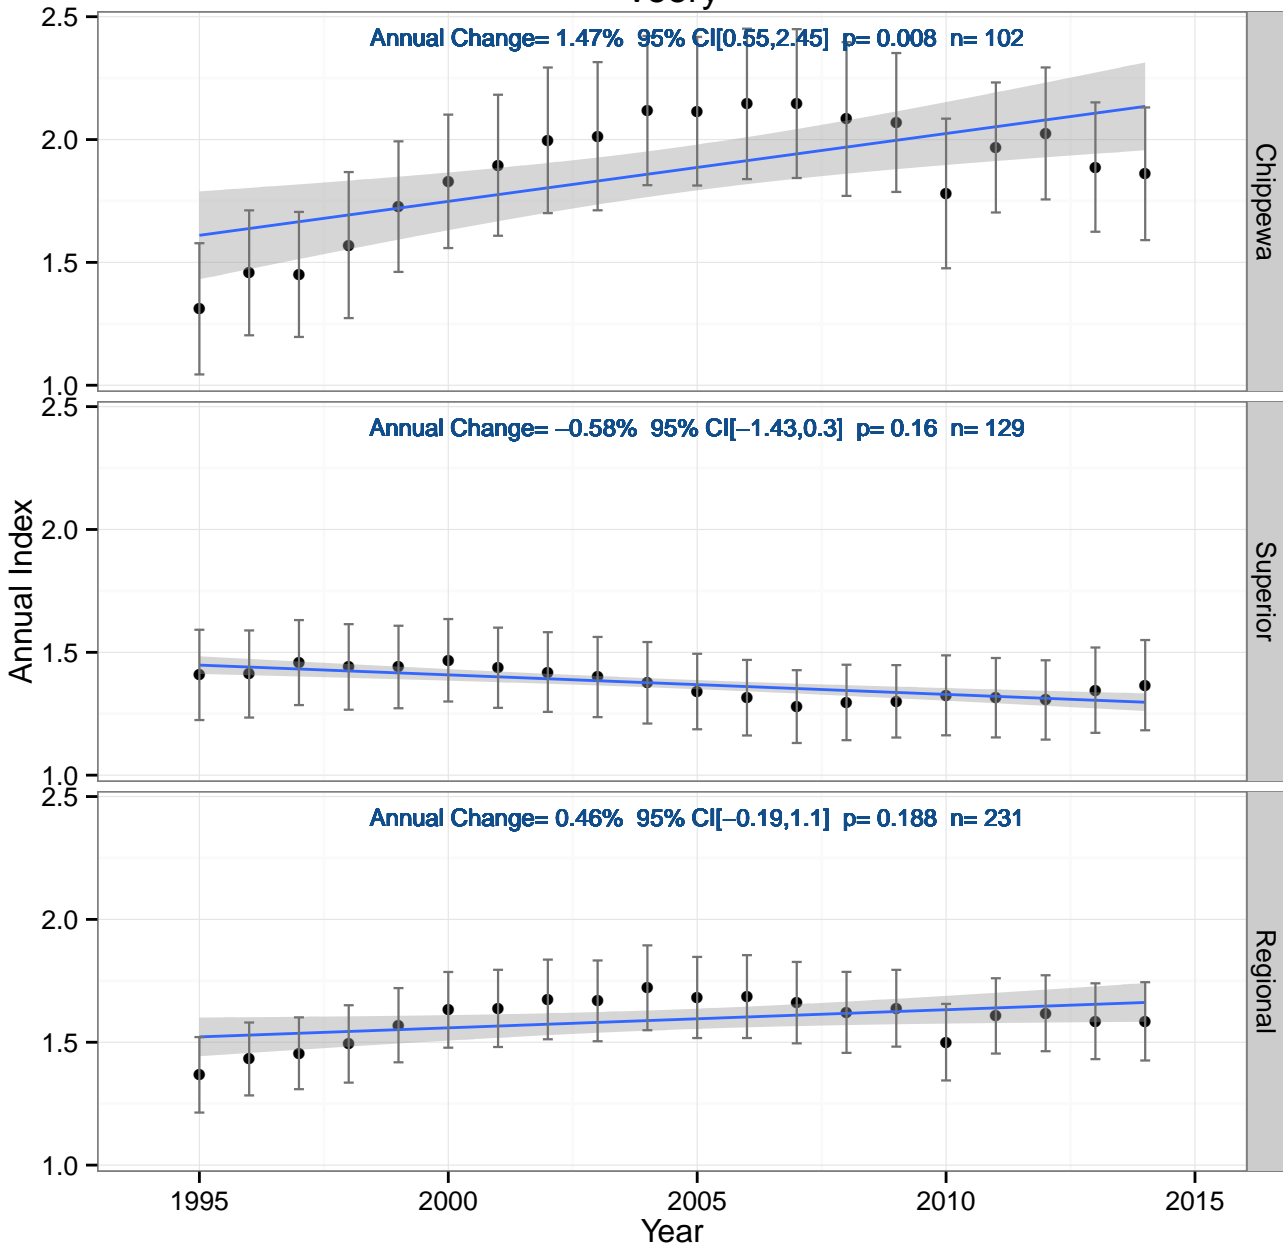 2.5
Annual Change= 1.47%  95% CI[0.55,2.45]  p= 0.008  n= 102
2.0
1.5
1.0
Chippewa
2.5
Annual Change= −0.58%  95% CI[−1.43,0.3]  p= 0.16  n= 129
2.0
1.5
1.0
Superior
Annual Index
2.5
Annual Change= 0.46%  95% CI[−0.19,1.1]  p= 0.188  n= 231
2.0
1.5
1.0
Regional
1995 2000 2005 2010 2015
Year